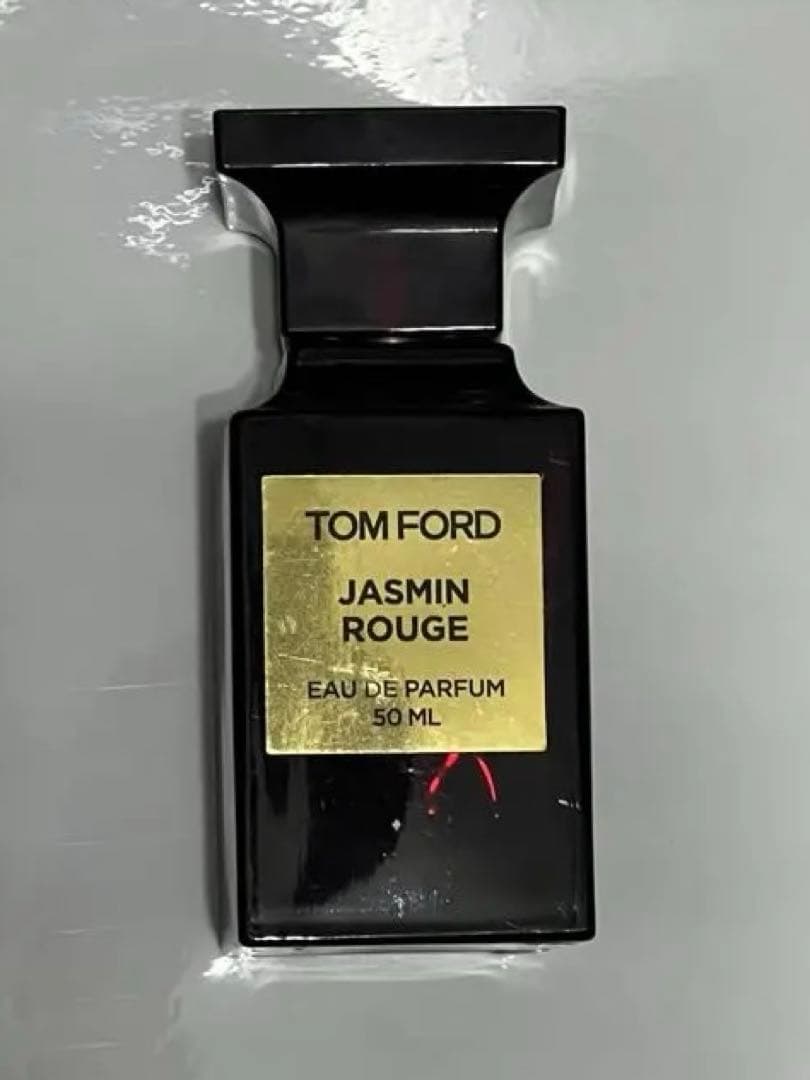 TOM FORD
JASMIN
ROUGE
EAU DE PARFUM
50 ML